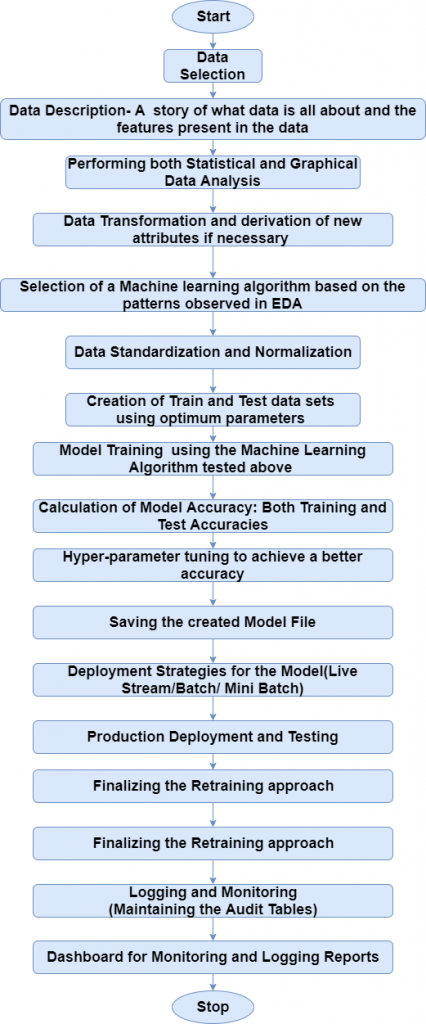 Start
Data
Selection
Data Description- A story of what data is all about and the
features present in the data
Performing both Statistical and Graphical
Data Analysis
Data Transformation and derivation of new
attributes if necessary
Selection of a Machine learning algorithm based on the
patterns observed in EDA
Data Standardization and Normalization
Creation of Train and Test data sets
using optimum parameters
Model Training using the Machine Learning
Algorithm tested above
Calculation of Model Accuracy: Both Training and
Test Accuracies
Hyper-parameter tuning to achieve a better
accuracy
Saving the created Model File
Deployment Strategies for the Model(Live
Stream/Batch/ Mini Batch)
Production Deployment and Testing
Finalizing the Retraining approach
Finalizing the Retraining approach
Logging and Monitoring
(Maintaining the Audit Tables)
Dashboard for Monitoring and Logging Reports
Stop